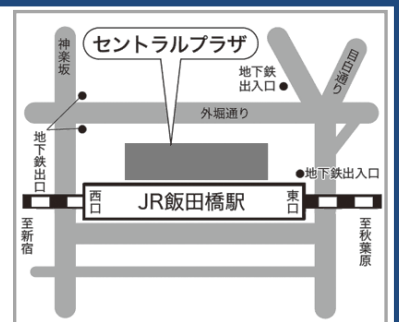 神楽坂
セントラルプラザ
地下鉄
出入口
目白通り
外堀通り
地下鉄出口
地下鉄出入口
西口
JR飯田橋駅
東口
至新宿
至秋葉原